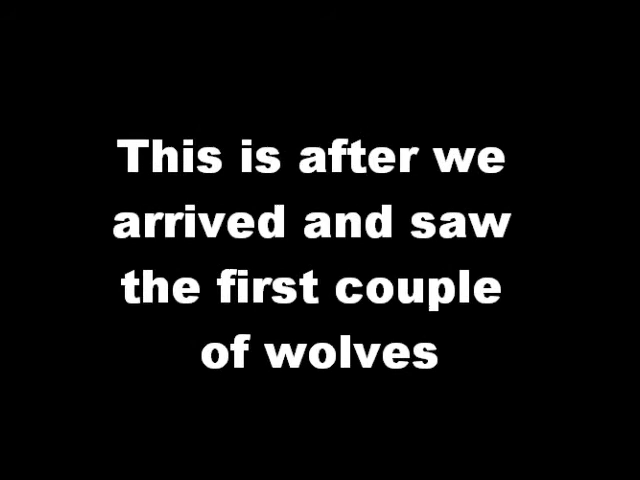 This is after we
arrived and saw
the first couple
of wolves